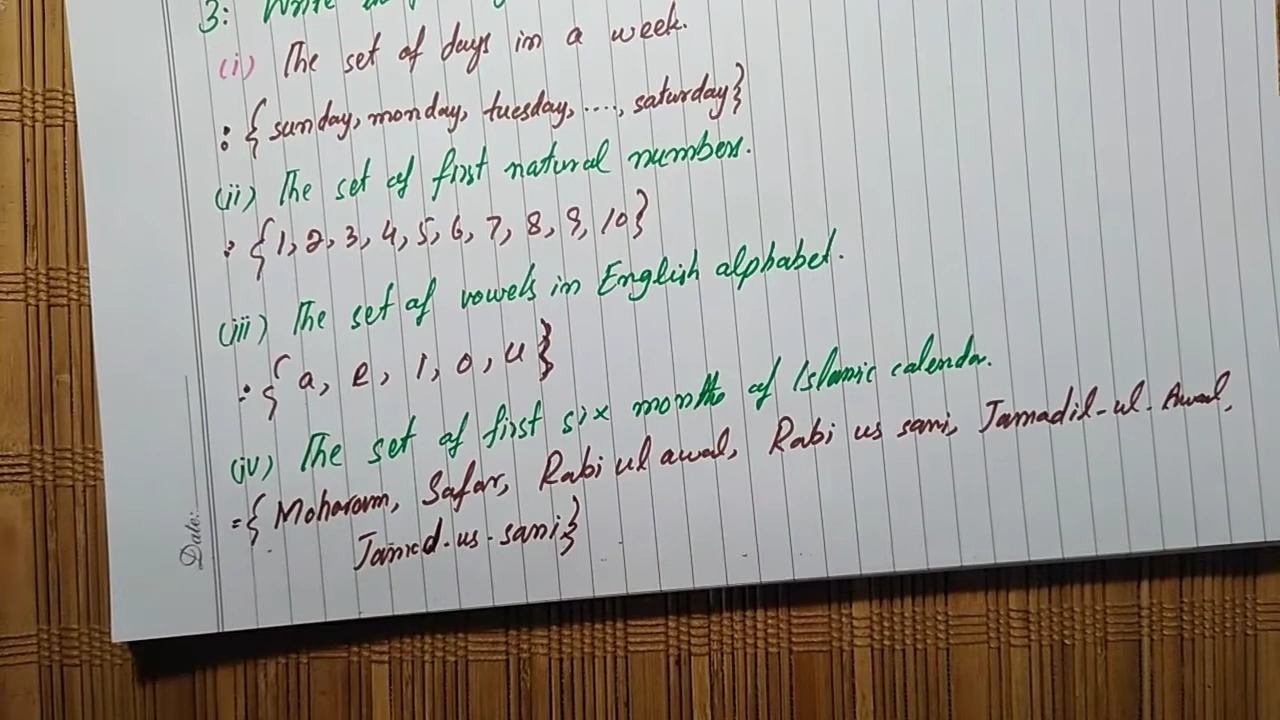 3: Write
(i) The set of days in a week.
: { sunday, monday, tuesday, ...., saturday}
(ii) The set of first natural numbers.
: {1, 2, 3, 4, 5, 6, 7, 8, 9, 10}
(iii) The set of vowels in English alphabet.
: { a, e, i, o, u }
(iv) The set of first six months of Islamic calendar.
={ Moharam, Safar, Rabi ul awal, Rabi us sani, Jamadil-ul-Awal,
Jamad-us-sani}
Date: